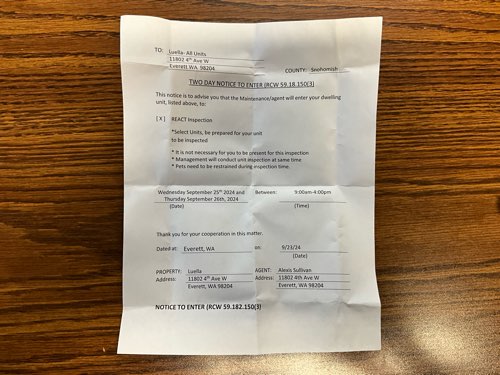 TO: Luella- All Units
11802 4th Ave W
Everett WA, 98204
COUNTY: Snohomish
TWO DAY NOTICE TO ENTER (RCW 59.18.150(3)
This notice is to advise you that the Maintenance/agent will enter your dwelling
unit, listed above, to:
[ X ] REACT Inspection
*Select Units, be prepared for your unit
to be inspected
* It is not necessary for you to be present for this inspection
* Management will conduct unit inspection at same time
* Pets need to be restrained during inspection time.
Wednesday September 25th 2024 and Between: 9:00am-4:00pm
Thursday September 26th, 2024
(Date) (Time)
Thank you for your cooperation in this matter.
Dated at: Everett, WA on: 9/23/24
(Date)
PROPERTY: Luella AGENT: Alexis Sullivan
Address: 11802 4th Ave W Address: 11802 4th Ave W
Everett, WA 98204 Everett, WA 98204
NOTICE TO ENTER (RCW 59.182.150(3)